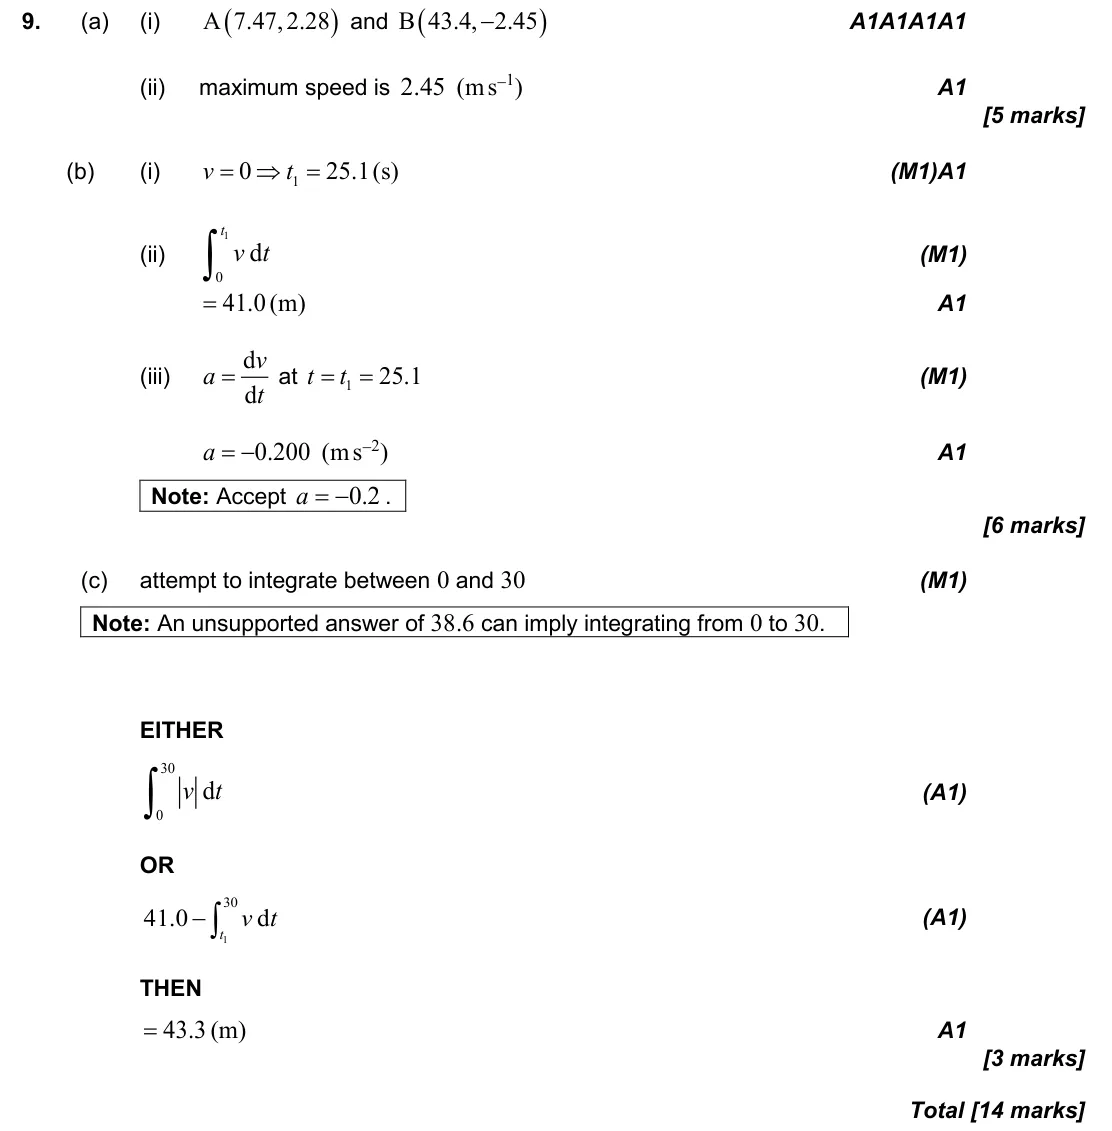 9. (a) (i) A(7.47, 2.28) and B(43.4, −2.45) A1A1A1A1
(ii) maximum speed is 2.45 (m s⁻¹) A1
[5 marks]
(b) (i) v = 0 ⇒ t₁ = 25.1(s) (M1)A1
(ii) ∫₀^{t₁} v dt (M1)
= 41.0(m) A1
(iii) a = dv/dt at t = t₁ = 25.1 (M1)
a = −0.200 (m s⁻²) A1
Note: Accept a = −0.2 .
[6 marks]
(c) attempt to integrate between 0 and 30 (M1)
Note: An unsupported answer of 38.6 can imply integrating from 0 to 30.
EITHER
∫₀³⁰ |v| dt (A1)
OR
41.0 − ∫_{t₁}^{30} v dt (A1)
THEN
= 43.3 (m) A1
[3 marks]
Total [14 marks]